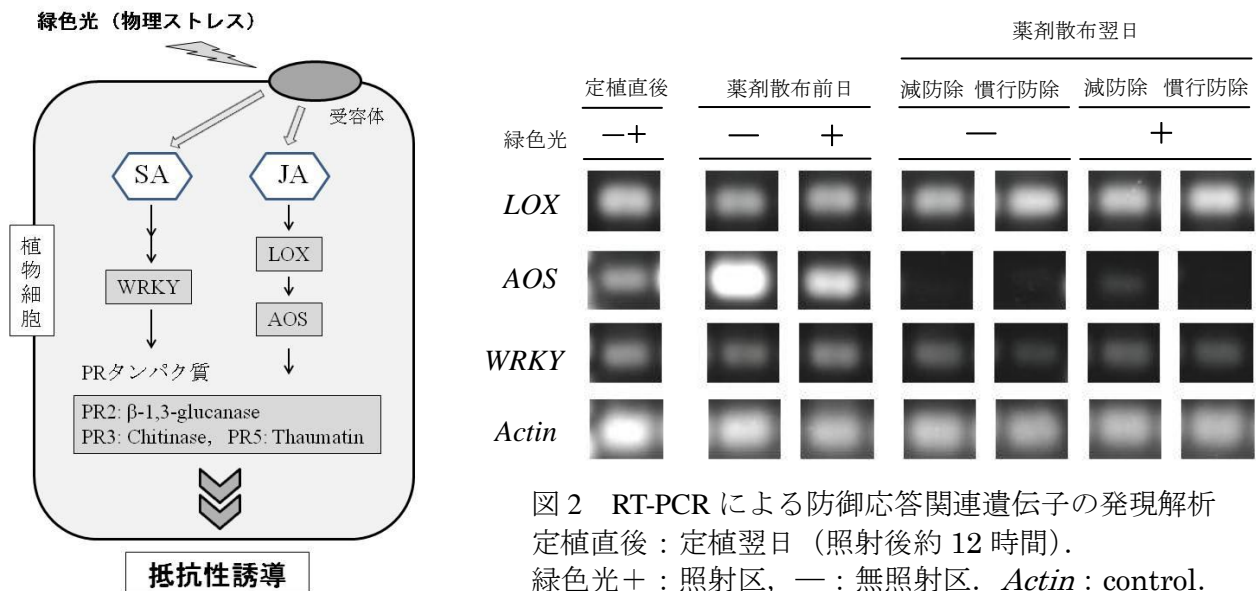 緑色光（物理ストレス）
受容体
SA
JA
LOX
WRKY
AOS
植物細胞
PRタンパク質
PR2: β-1,3-glucanase
PR3: Chitinase,  PR5: Thaumatin
抵抗性誘導
薬剤散布翌日
定植直後 薬剤散布前日 減防除 慣行防除 減防除 慣行防除
緑色光 −+ − + − +
LOX
AOS
WRKY
Actin
図2 RT-PCRによる防御応答関連遺伝子の発現解析
定植直後：定植翌日（照射後約12時間）.
緑色光＋：照射区，―：無照射区．Actin：control.